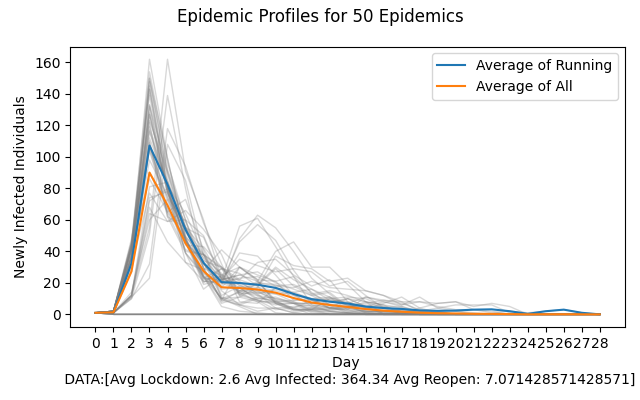 Epidemic Profiles for 50 Epidemics
Average of Running
Average of All
Newly Infected Individuals
160
140
120
100
80
60
40
20
0
0 1 2 3 4 5 6 7 8 9 10 11 12 13 14 15 16 17 18 19 20 21 22 23 24 25 26 27 28
Day
DATA:[Avg Lockdown: 2.6 Avg Infected: 364.34 Avg Reopen: 7.071428571428571]